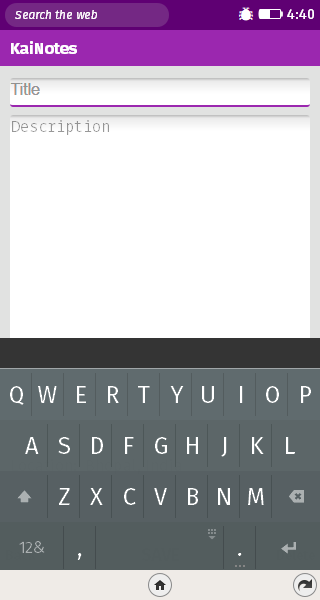 Search the web
4:40
KaiNotes
Title
Description
Q W E R T Y U I O P
A S D F G H J K L
Z X C V B N M
12& , .